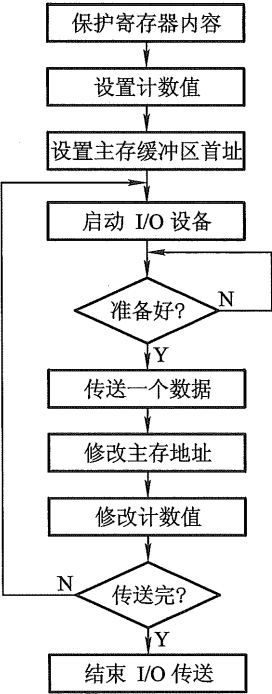 保护寄存器内容
设置计数值
设置主存缓冲区首址
启动 I/O 设备
准备好?
N
Y
传送一个数据
修改主存地址
修改计数值
N
传送完?
Y
结束 I/O 传送